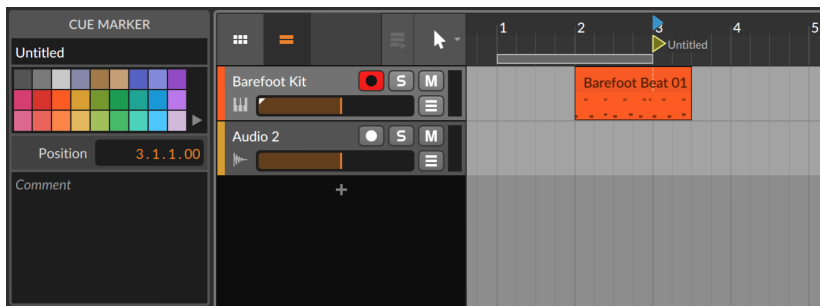 CUE MARKER
Untitled
Position 3.1.1.00
Comment
Barefoot Kit S M
Audio 2 S M
+
1 2 3 4 5
Untitled
Barefoot Beat 01